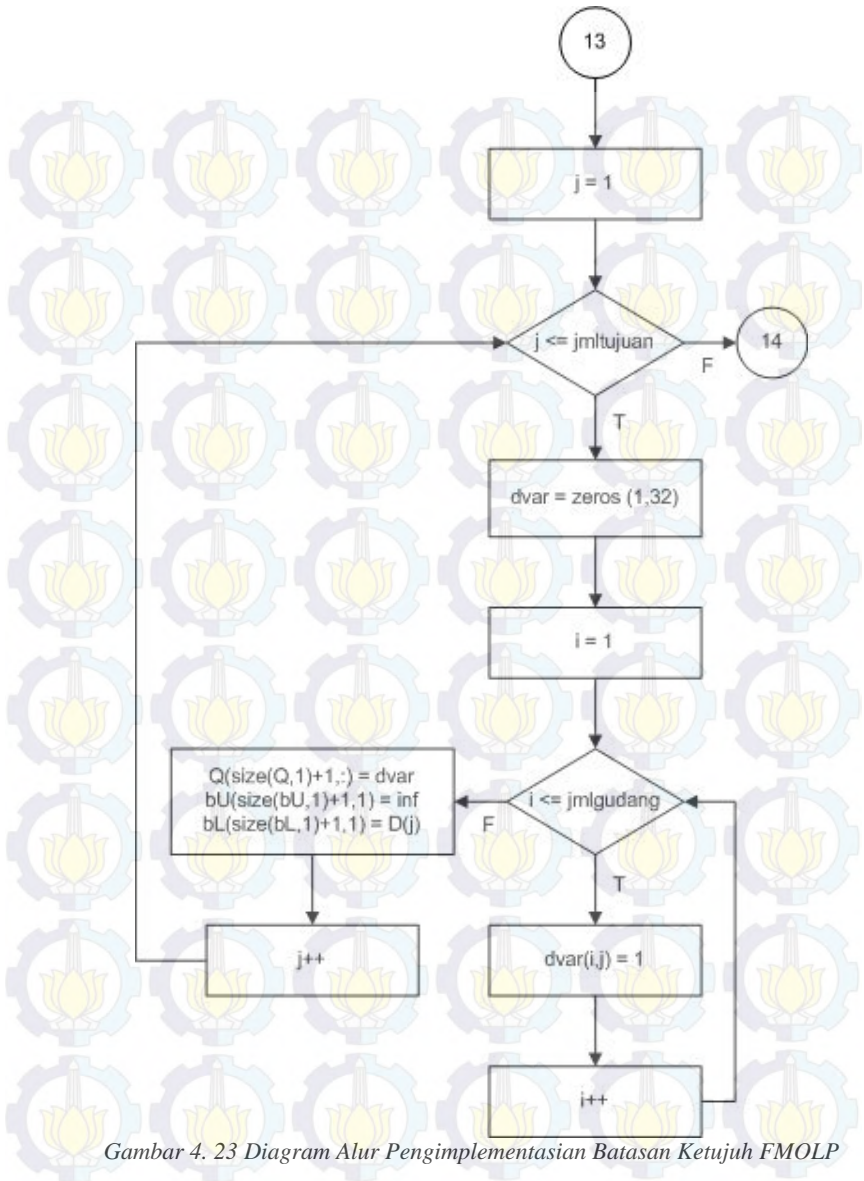 13
j = 1
j <= jmltujuan
F
14
T
dvar = zeros (1,32)
i = 1
i <= jmlgudang
F
Q(size(Q,1)+1,:) = dvar
bU(size(bU,1)+1,1) = inf
bL(size(bL,1)+1,1) = D(j)
j++
T
dvar(i,j) = 1
i++
Gambar 4. 23 Diagram Alur Pengimplementasian Batasan Ketujuh FMOLP